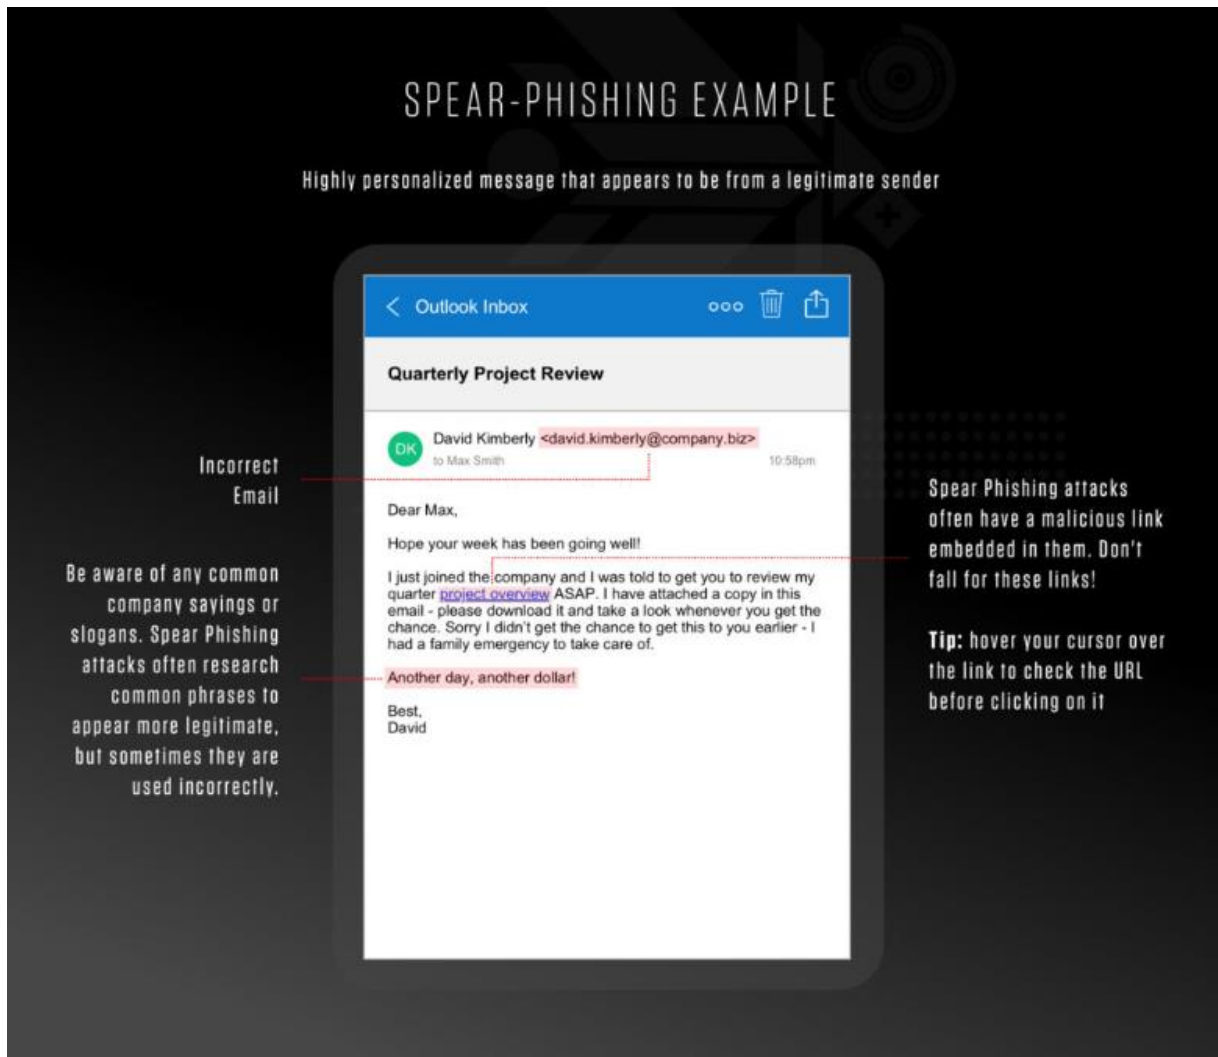 SPEAR-PHISHING EXAMPLE
Highly personalized message that appears to be from a legitimate sender
Outlook Inbox
Quarterly Project Review
DK
David Kimberly <david.kimberly@company.biz>
to Max Smith
10:58pm
Dear Max,
Hope your week has been going well!
I just joined the company and I was told to get you to review my
quarter project overview ASAP. I have attached a copy in this
email - please download it and take a look whenever you get the
chance. Sorry I didn't get the chance to get this to you earlier - I
had a family emergency to take care of.
Another day, another dollar!
Best,
David
Incorrect
Email
Be aware of any common
company sayings or
slogans. Spear Phishing
attacks often research
common phrases to
appear more legitimate,
but sometimes they are
used incorrectly.
Spear Phishing attacks
often have a malicious link
embedded in them. Don't
fall for these links!
Tip: hover your cursor over
the link to check the URL
before clicking on it